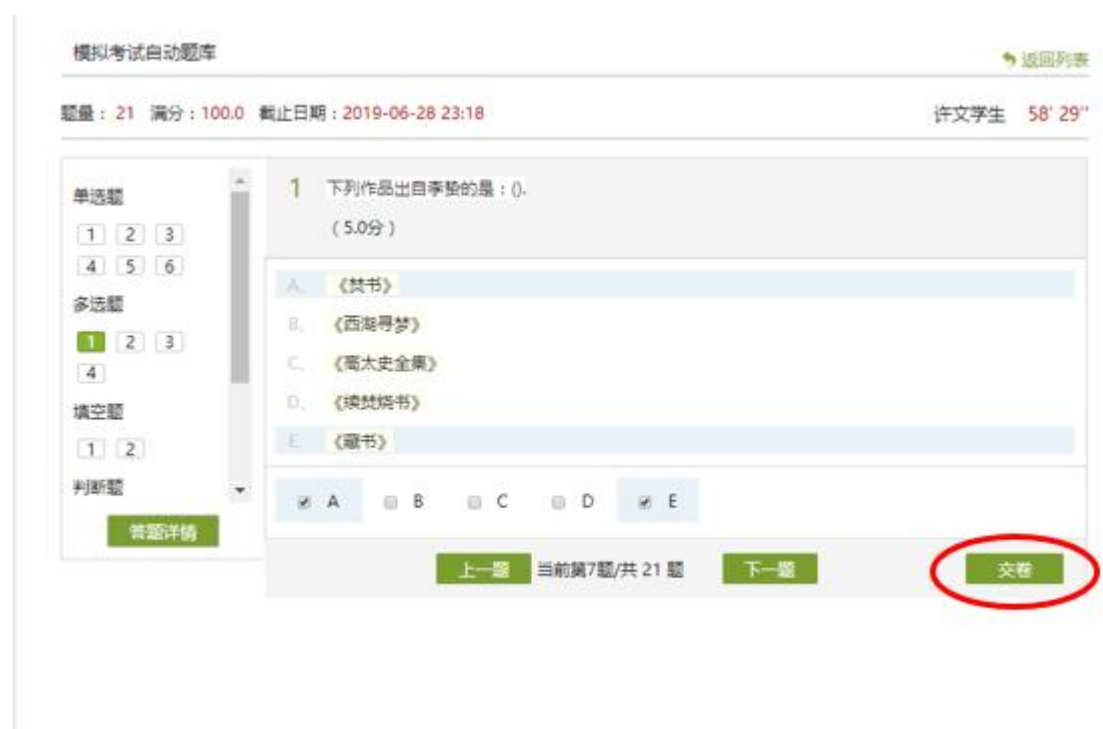 模拟考试自动题库
返回列表
题量：21 满分：100.0 截止日期：2019-06-28 23:18
许文学生 58' 29''
单选题
1 2 3
4 5 6
多选题
1 2 3
4
填空题
1 2
判断题
答题详情
1 下列作品出自李贽的是：().
（5.0分）
A. 《焚书》
B. 《西湖寻梦》
C. 《高太史全集》
D. 《续焚烧书》
E. 《藏书》
A B C D E
上一题 当前第7题/共 21 题 下一题 交卷